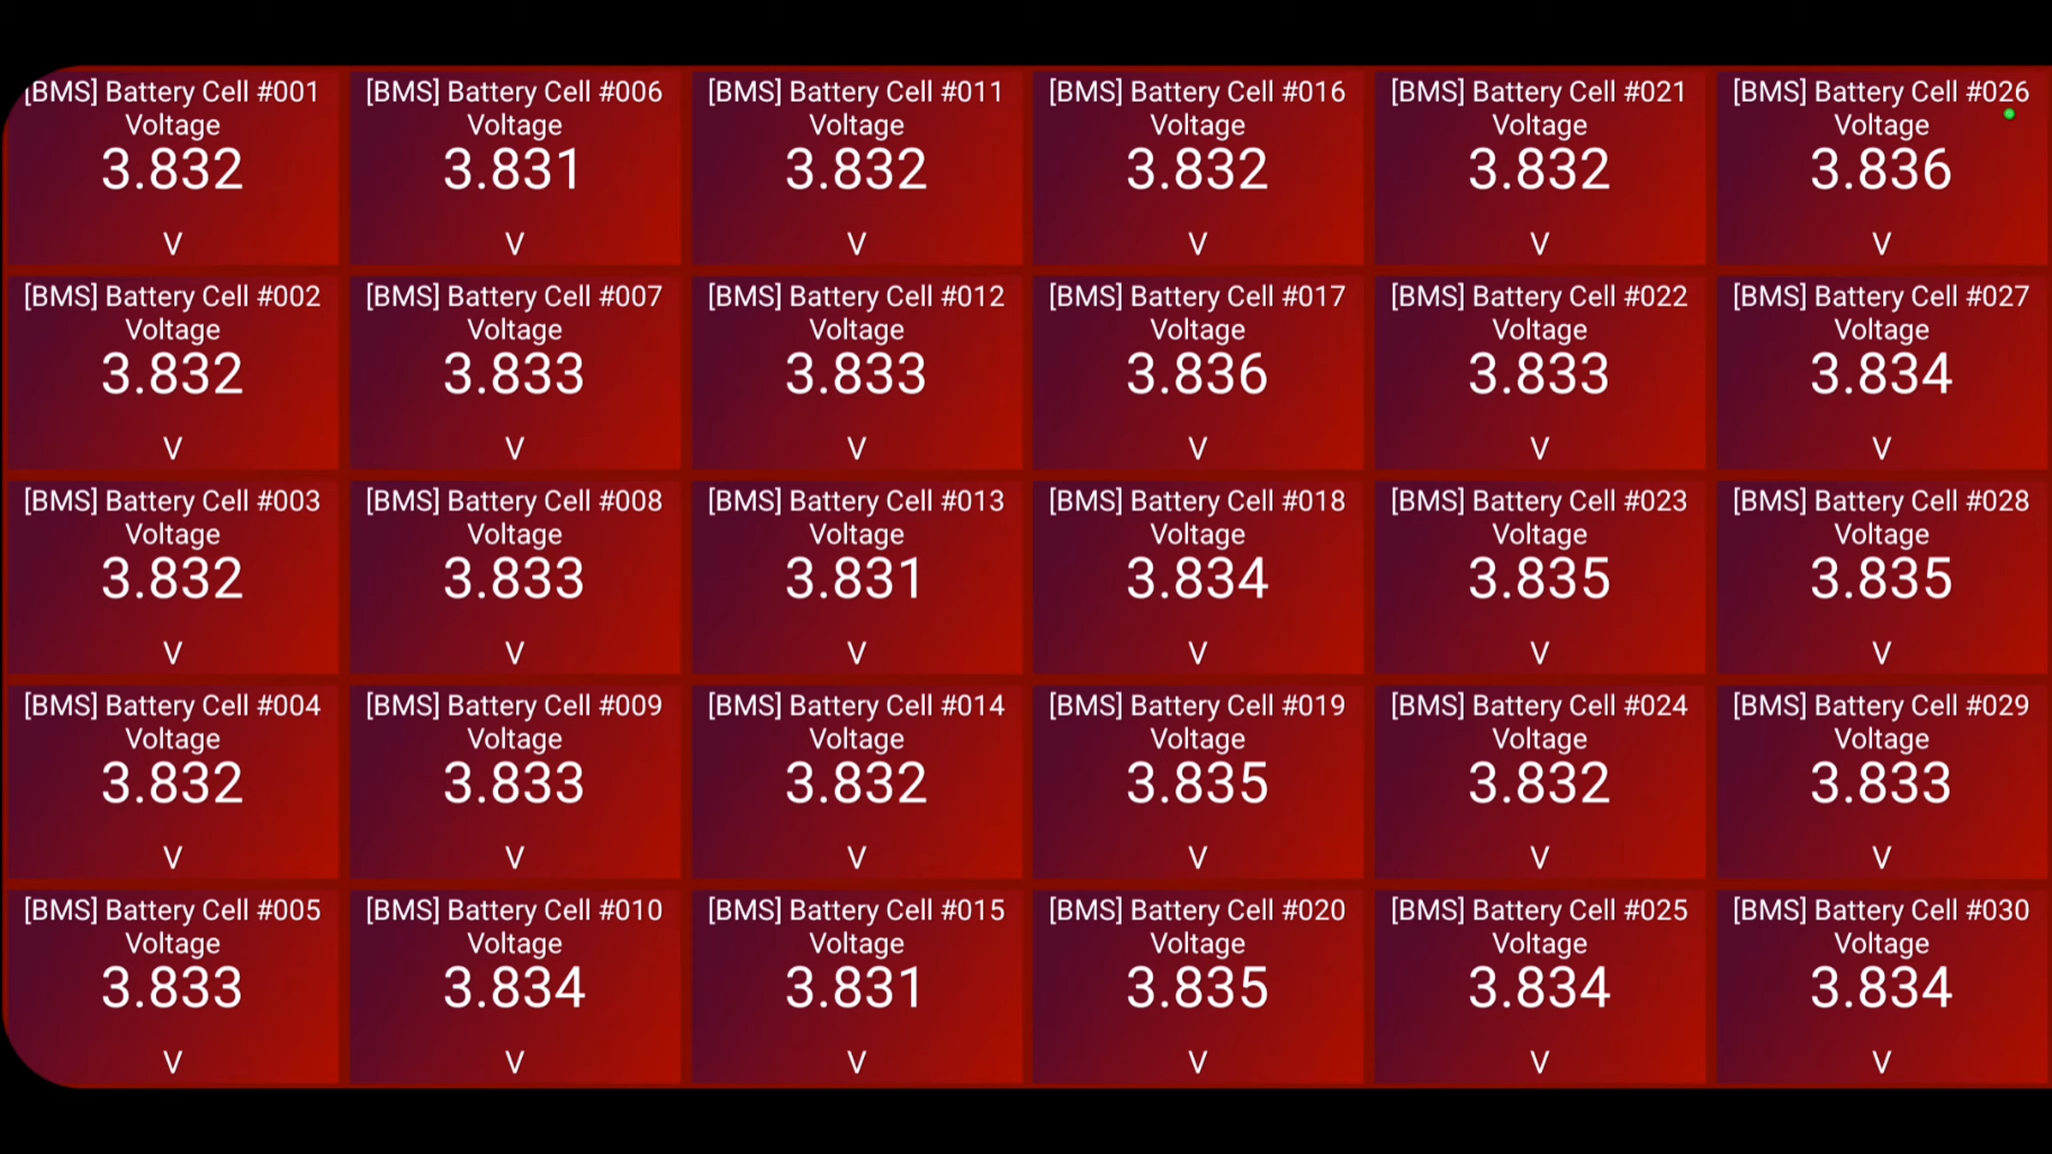 [BMS] Battery Cell #001
Voltage
3.832
V
[BMS] Battery Cell #006
Voltage
3.831
V
[BMS] Battery Cell #011
Voltage
3.832
V
[BMS] Battery Cell #016
Voltage
3.832
V
[BMS] Battery Cell #021
Voltage
3.832
V
[BMS] Battery Cell #026
Voltage
3.836
V
[BMS] Battery Cell #002
Voltage
3.832
V
[BMS] Battery Cell #007
Voltage
3.833
V
[BMS] Battery Cell #012
Voltage
3.833
V
[BMS] Battery Cell #017
Voltage
3.836
V
[BMS] Battery Cell #022
Voltage
3.833
V
[BMS] Battery Cell #027
Voltage
3.834
V
[BMS] Battery Cell #003
Voltage
3.832
V
[BMS] Battery Cell #008
Voltage
3.833
V
[BMS] Battery Cell #013
Voltage
3.831
V
[BMS] Battery Cell #018
Voltage
3.834
V
[BMS] Battery Cell #023
Voltage
3.835
V
[BMS] Battery Cell #028
Voltage
3.835
V
[BMS] Battery Cell #004
Voltage
3.832
V
[BMS] Battery Cell #009
Voltage
3.833
V
[BMS] Battery Cell #014
Voltage
3.832
V
[BMS] Battery Cell #019
Voltage
3.835
V
[BMS] Battery Cell #024
Voltage
3.832
V
[BMS] Battery Cell #029
Voltage
3.833
V
[BMS] Battery Cell #005
Voltage
3.833
V
[BMS] Battery Cell #010
Voltage
3.834
V
[BMS] Battery Cell #015
Voltage
3.831
V
[BMS] Battery Cell #020
Voltage
3.835
V
[BMS] Battery Cell #025
Voltage
3.834
V
[BMS] Battery Cell #030
Voltage
3.834
V